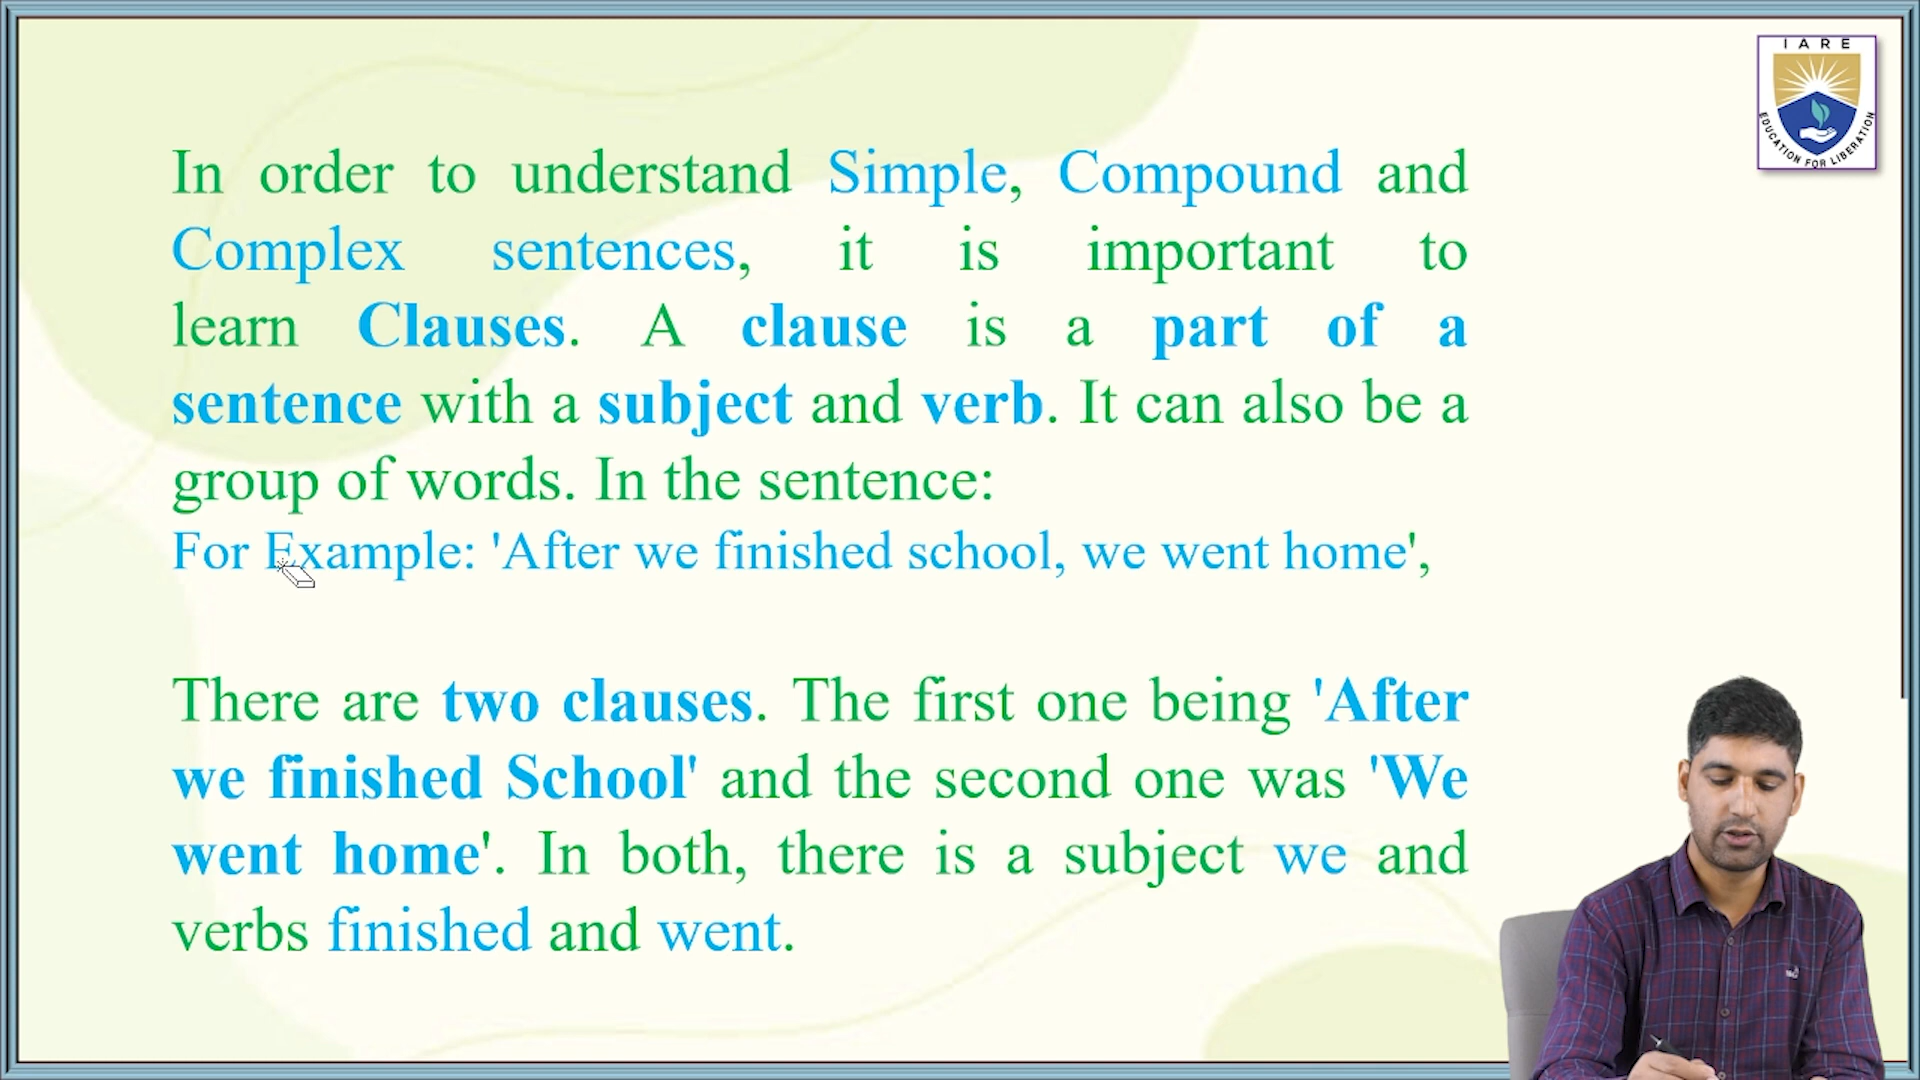 I A R E
EDUCATION FOR LIBERATION
In order to understand Simple, Compound and
Complex sentences, it is important to
learn Clauses. A clause is a part of a
sentence with a subject and verb. It can also be a
group of words. In the sentence:
For Example: 'After we finished school, we went home',
There are two clauses. The first one being 'After
we finished School' and the second one was 'We
went home'. In both, there is a subject we and
verbs finished and went.